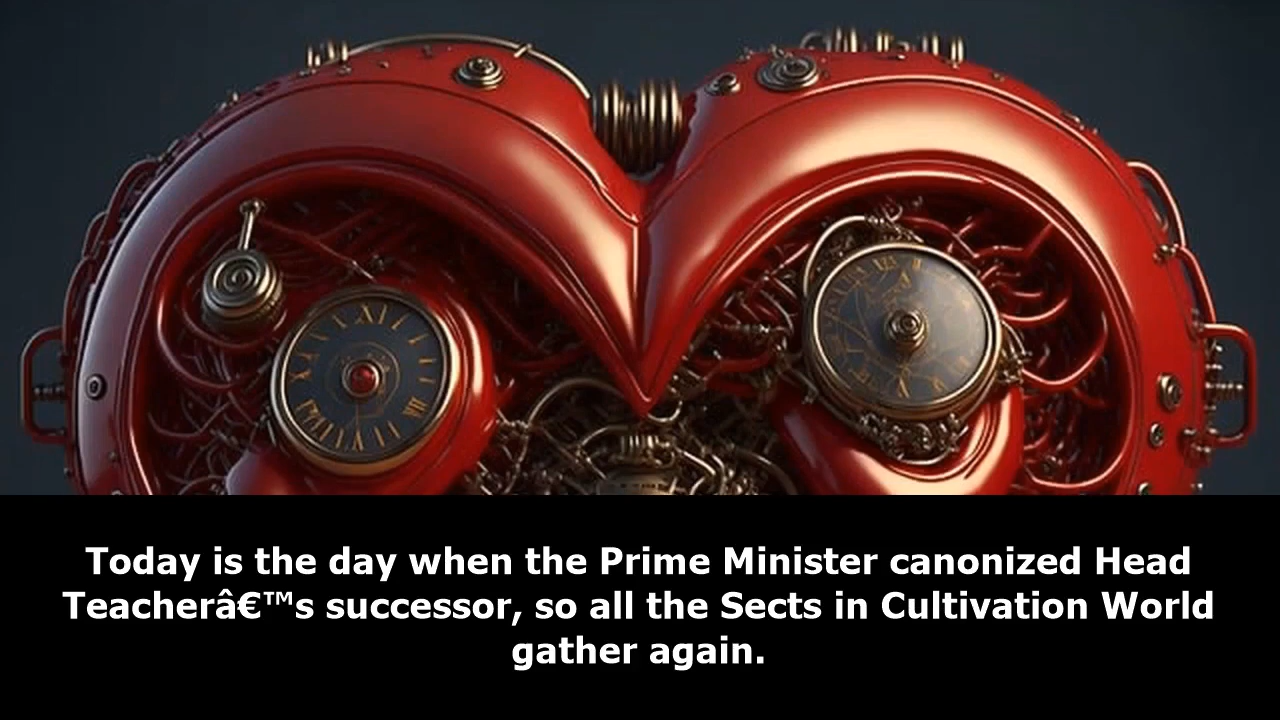 Today is the day when the Prime Minister canonized Head
Teacherâ€™s successor, so all the Sects in Cultivation World
gather again.